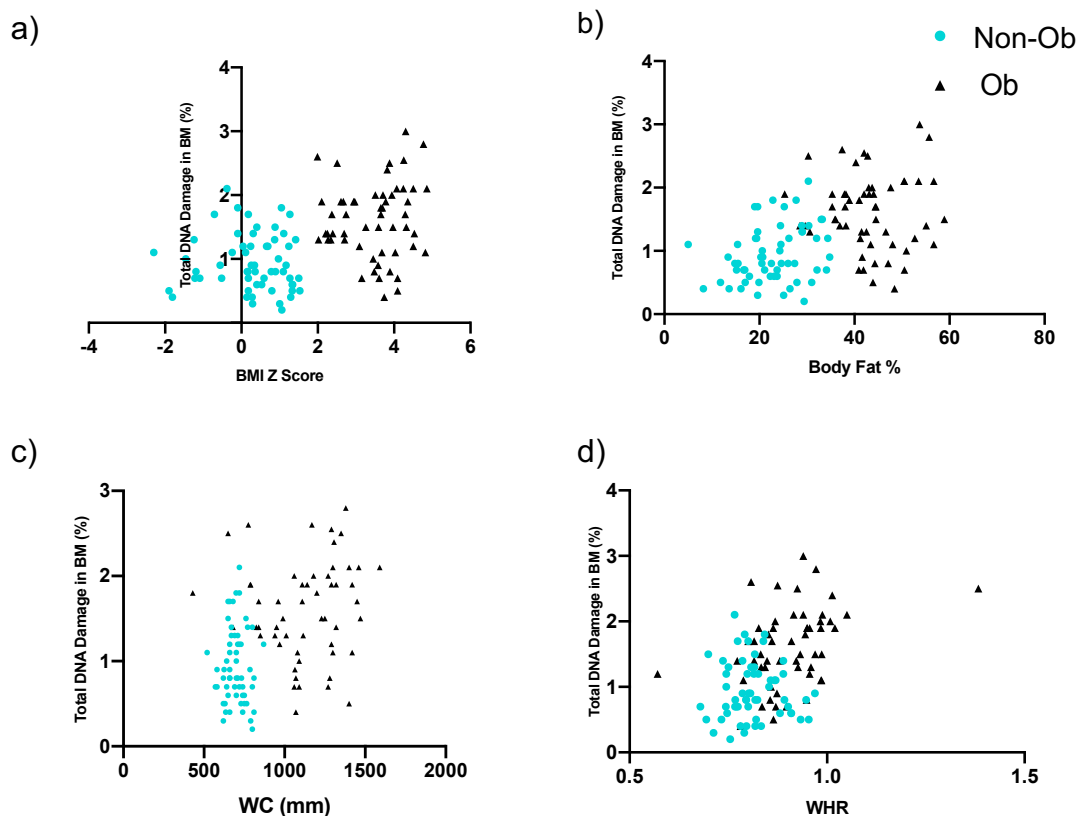 a)
Total DNA Damage in BM (%)
4
3
2
1
0
-4
-2
0
2
4
6
BMI Z Score
b)
Non-Ob
Ob
Total DNA Damage in BM (%)
4
3
2
1
0
0
20
40
60
80
Body Fat %
c)
Total DNA Damage in BM (%)
3
2
1
0
0
500
1000
1500
2000
WC (mm)
d)
Total DNA Damage in BM (%)
4
3
2
1
0
0.5
1.0
1.5
WHR